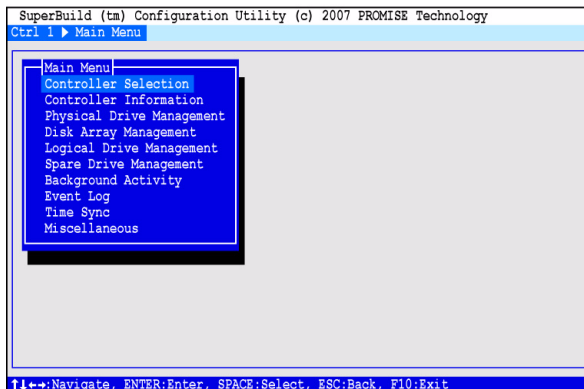 SuperBuild (tm) Configuration Utility (c) 2007 PROMISE Technology
Ctrl 1 ▶ Main Menu
Main Menu
Controller Selection
Controller Information
Physical Drive Management
Disk Array Management
Logical Drive Management
Spare Drive Management
Background Activity
Event Log
Time Sync
Miscellaneous
↑↓←→:Navigate, ENTER:Enter, SPACE:Select, ESC:Back, F10:Exit